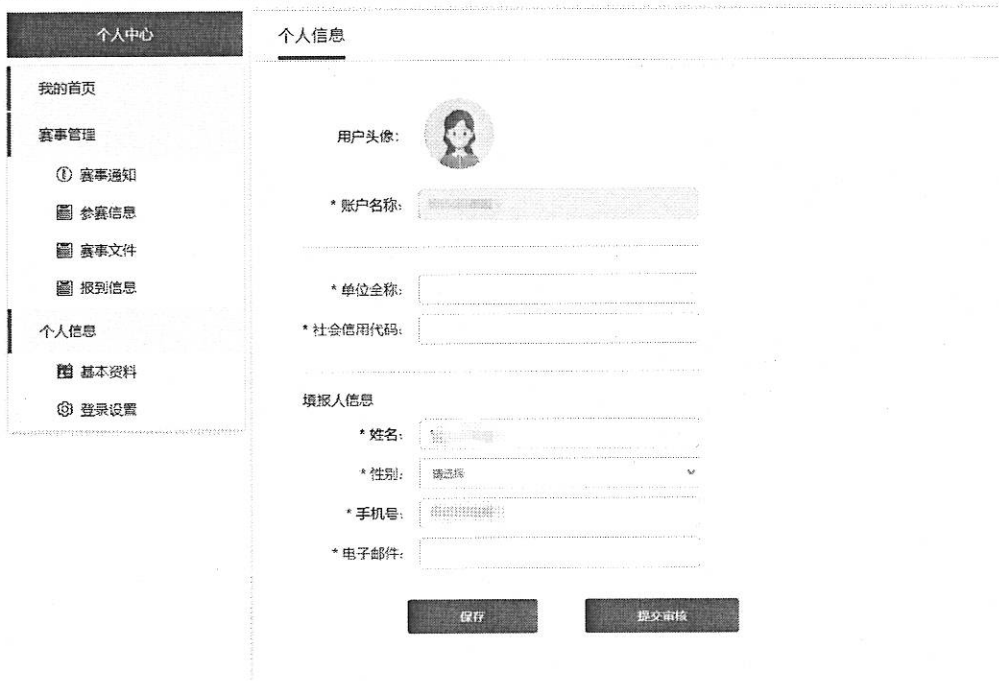 个人中心
我的首页
赛事管理
赛事通知
参赛信息
赛事文件
报到信息
个人信息
基本资料
登录设置
个人信息
用户头像：
* 账户名称：
* 单位全称：
* 社会信用代码：
填报人信息
* 姓名：
* 性别： 请选择
* 手机号：
* 电子邮件：
保存
提交审核